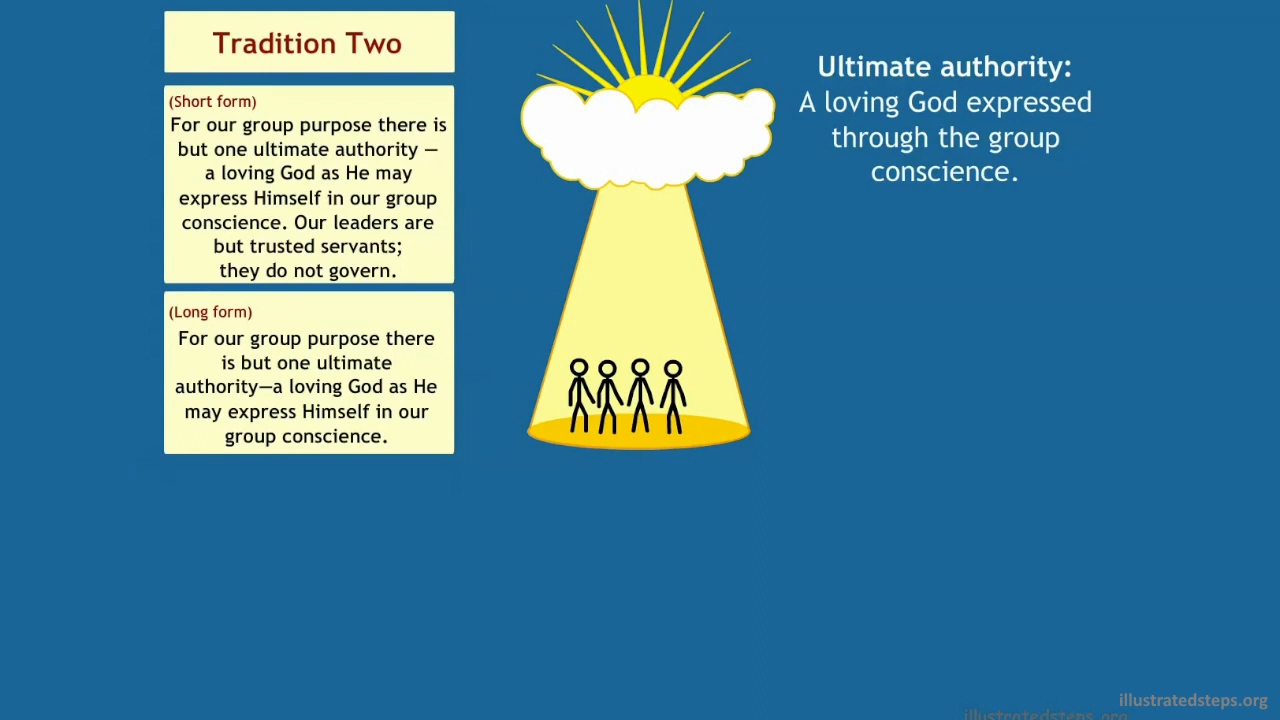 Tradition Two
(Short form)
For our group purpose there is
but one ultimate authority —
a loving God as He may
express Himself in our group
conscience. Our leaders are
but trusted servants;
they do not govern.
(Long form)
For our group purpose there
is but one ultimate
authority—a loving God as He
may express Himself in our
group conscience.
Ultimate authority:
A loving God expressed
through the group
conscience.
illustratedsteps.org
illustratedsteps.org